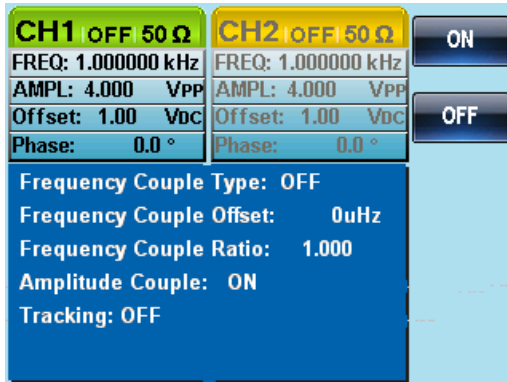 CH1 OFF 50 Ω CH2 OFF 50 Ω ON
FREQ: 1.000000 kHz FREQ: 1.000000 kHz
AMPL: 4.000 VPP AMPL: 4.000 VPP
Offset: 1.00 VDC Offset: 1.00 VDC OFF
Phase: 0.0 ° Phase: 0.0 °
Frequency Couple Type: OFF
Frequency Couple Offset: 0uHz
Frequency Couple Ratio: 1.000
Amplitude Couple: ON
Tracking: OFF